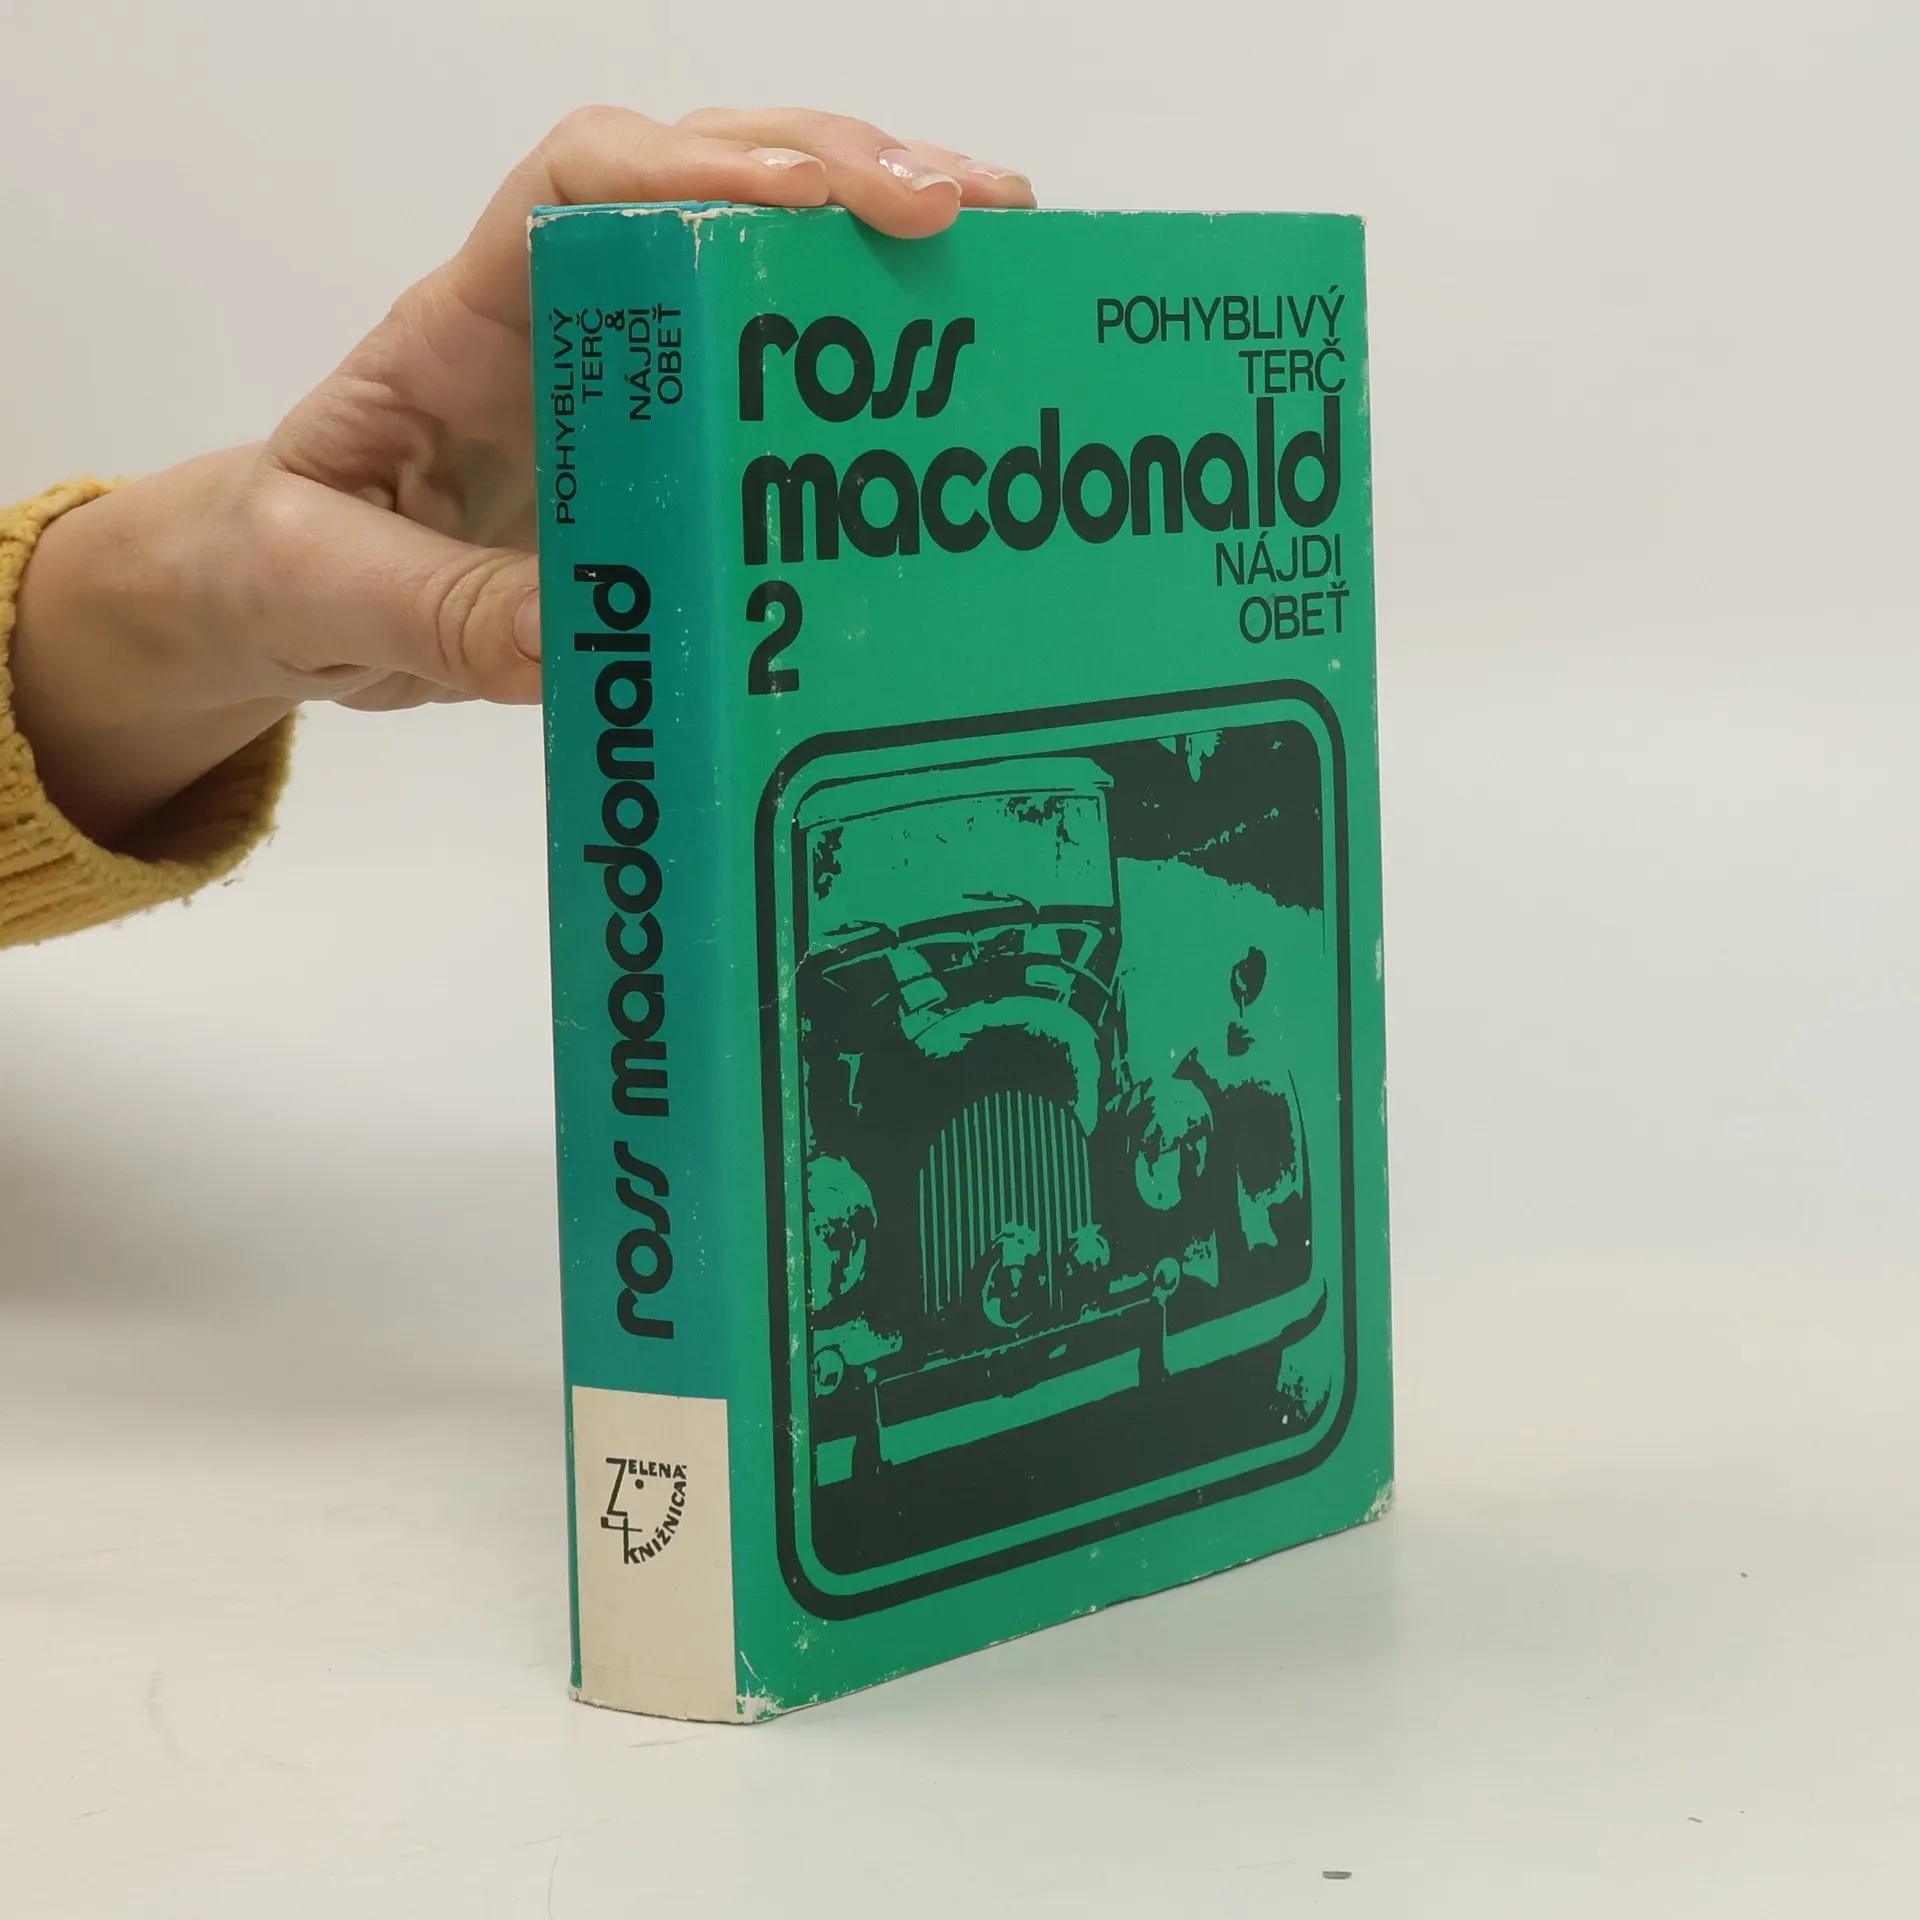 ross
macdonald
2
POHYBLIVÝ
TERČ
NÁJDI
OBEŤ
POHYBLIVÝ
TERČ
&
NÁJDI
OBEŤ
ross macdonald
ZELENÁ
KNIŽNICA